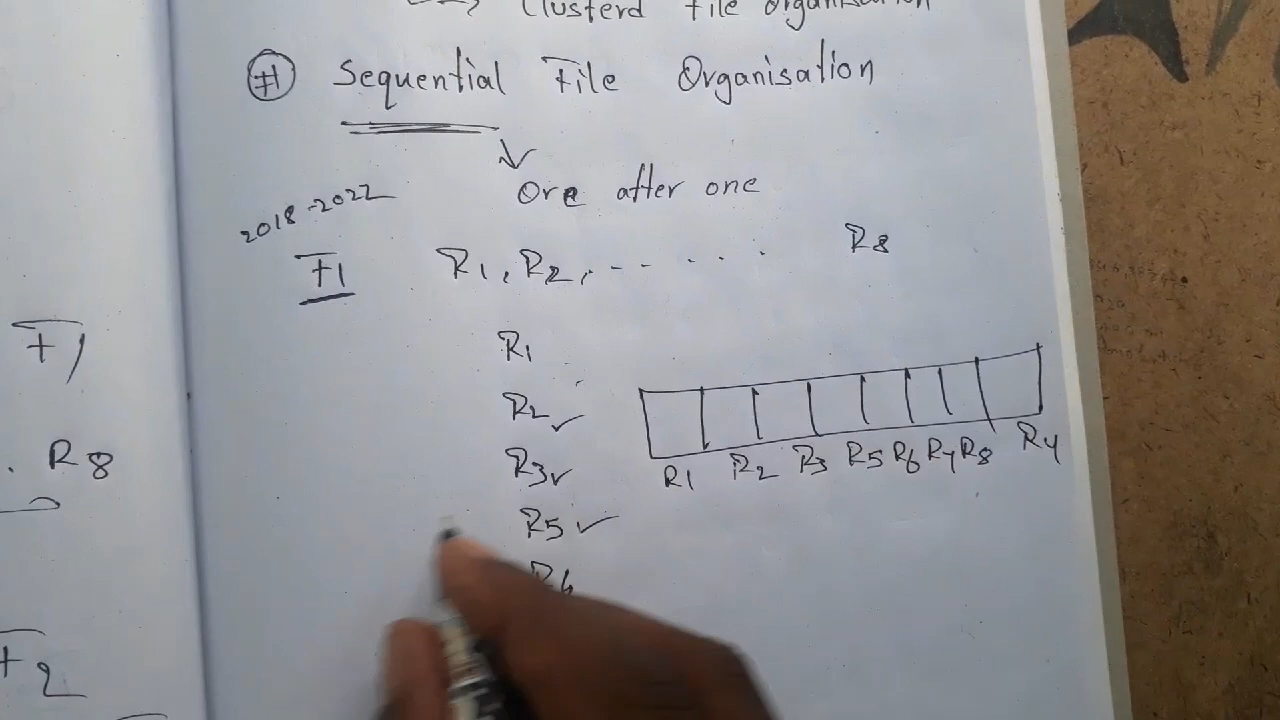 Clusterd File Organisation
# Sequential File Organisation
One after one
2018-2022
F1 R1, R2, -- -- · · · · R8
R1
R2 ✓
R3 ✓
R5 ✓
R6
R1 R2 R3 R5 R6 R7 R8 R4
F1
. R8
F2